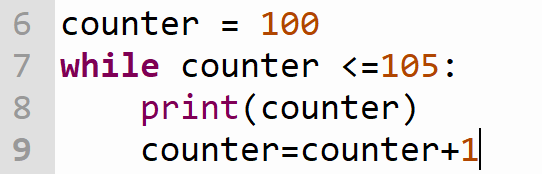 6 counter = 100
7 while counter <=105:
8     print(counter)
9     counter=counter+1